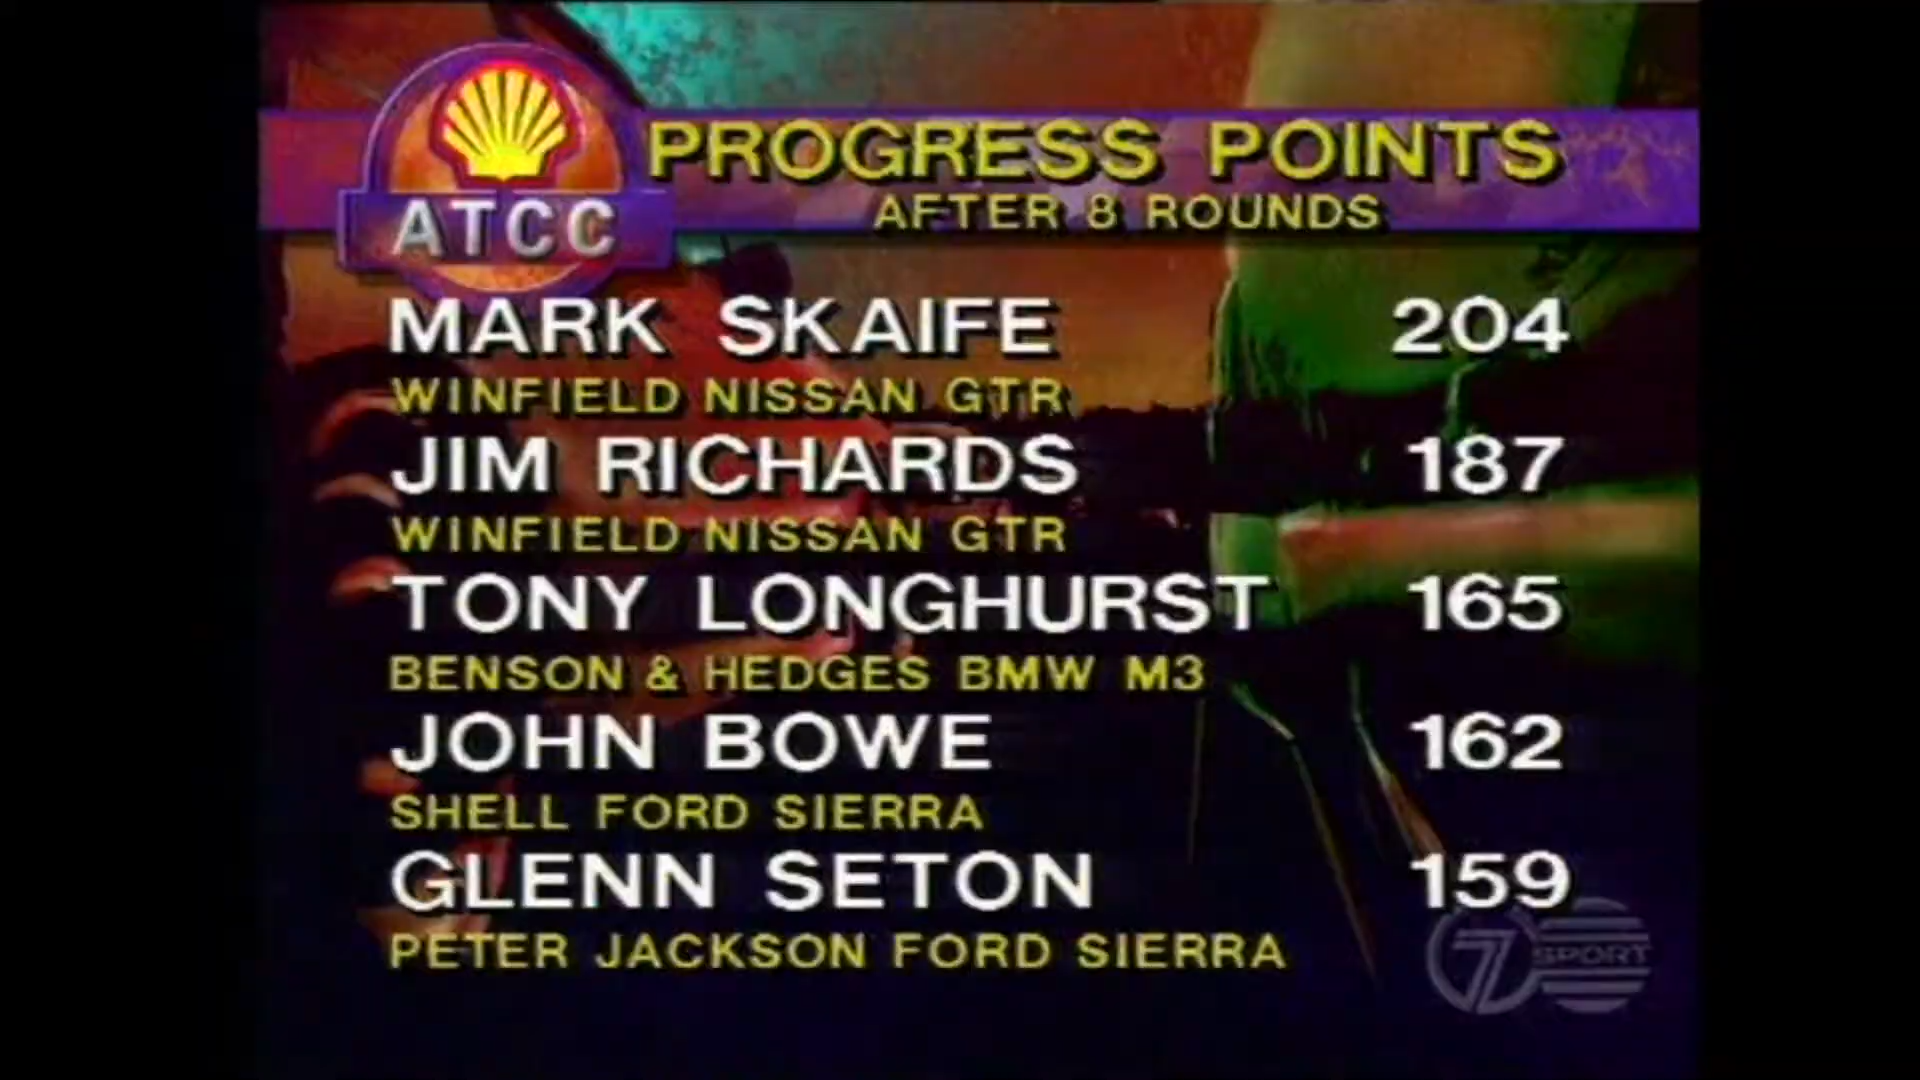 PROGRESS POINTS
AFTER 8 ROUNDS
ATCC
MARK SKAIFE 204
WINFIELD NISSAN GTR
JIM RICHARDS 187
WINFIELD NISSAN GTR
TONY LONGHURST 165
BENSON & HEDGES BMW M3
JOHN BOWE 162
SHELL FORD SIERRA
GLENN SETON 159
PETER JACKSON FORD SIERRA
7 SPORT